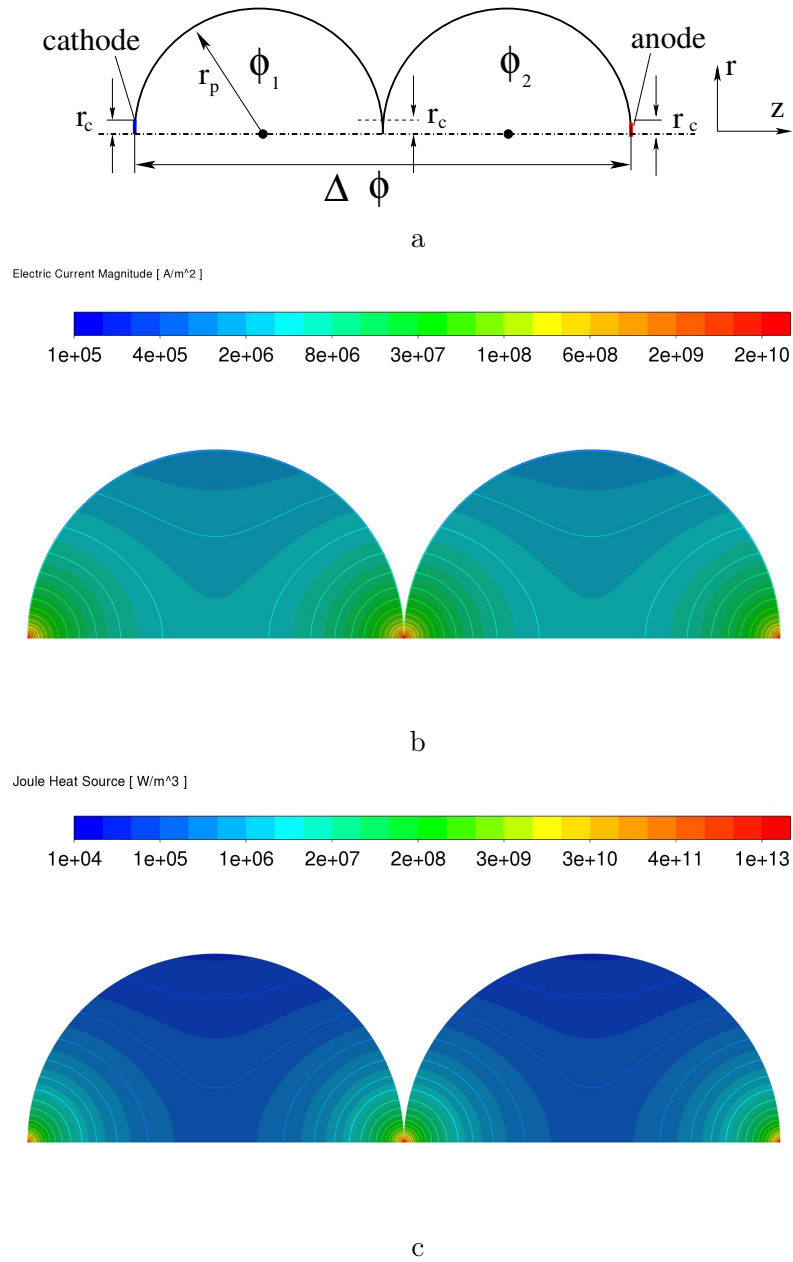 cathode
anode
r_p
ϕ_1
ϕ_2
r
z
r_c
r_c
r_c
Δ ϕ
a
Electric Current Magnitude [ A/m^2 ]
1e+05 4e+05 2e+06 8e+06 3e+07 1e+08 6e+08 2e+09 2e+10
b
Joule Heat Source [ W/m^3 ]
1e+04 1e+05 1e+06 2e+07 2e+08 3e+09 3e+10 4e+11 1e+13
c